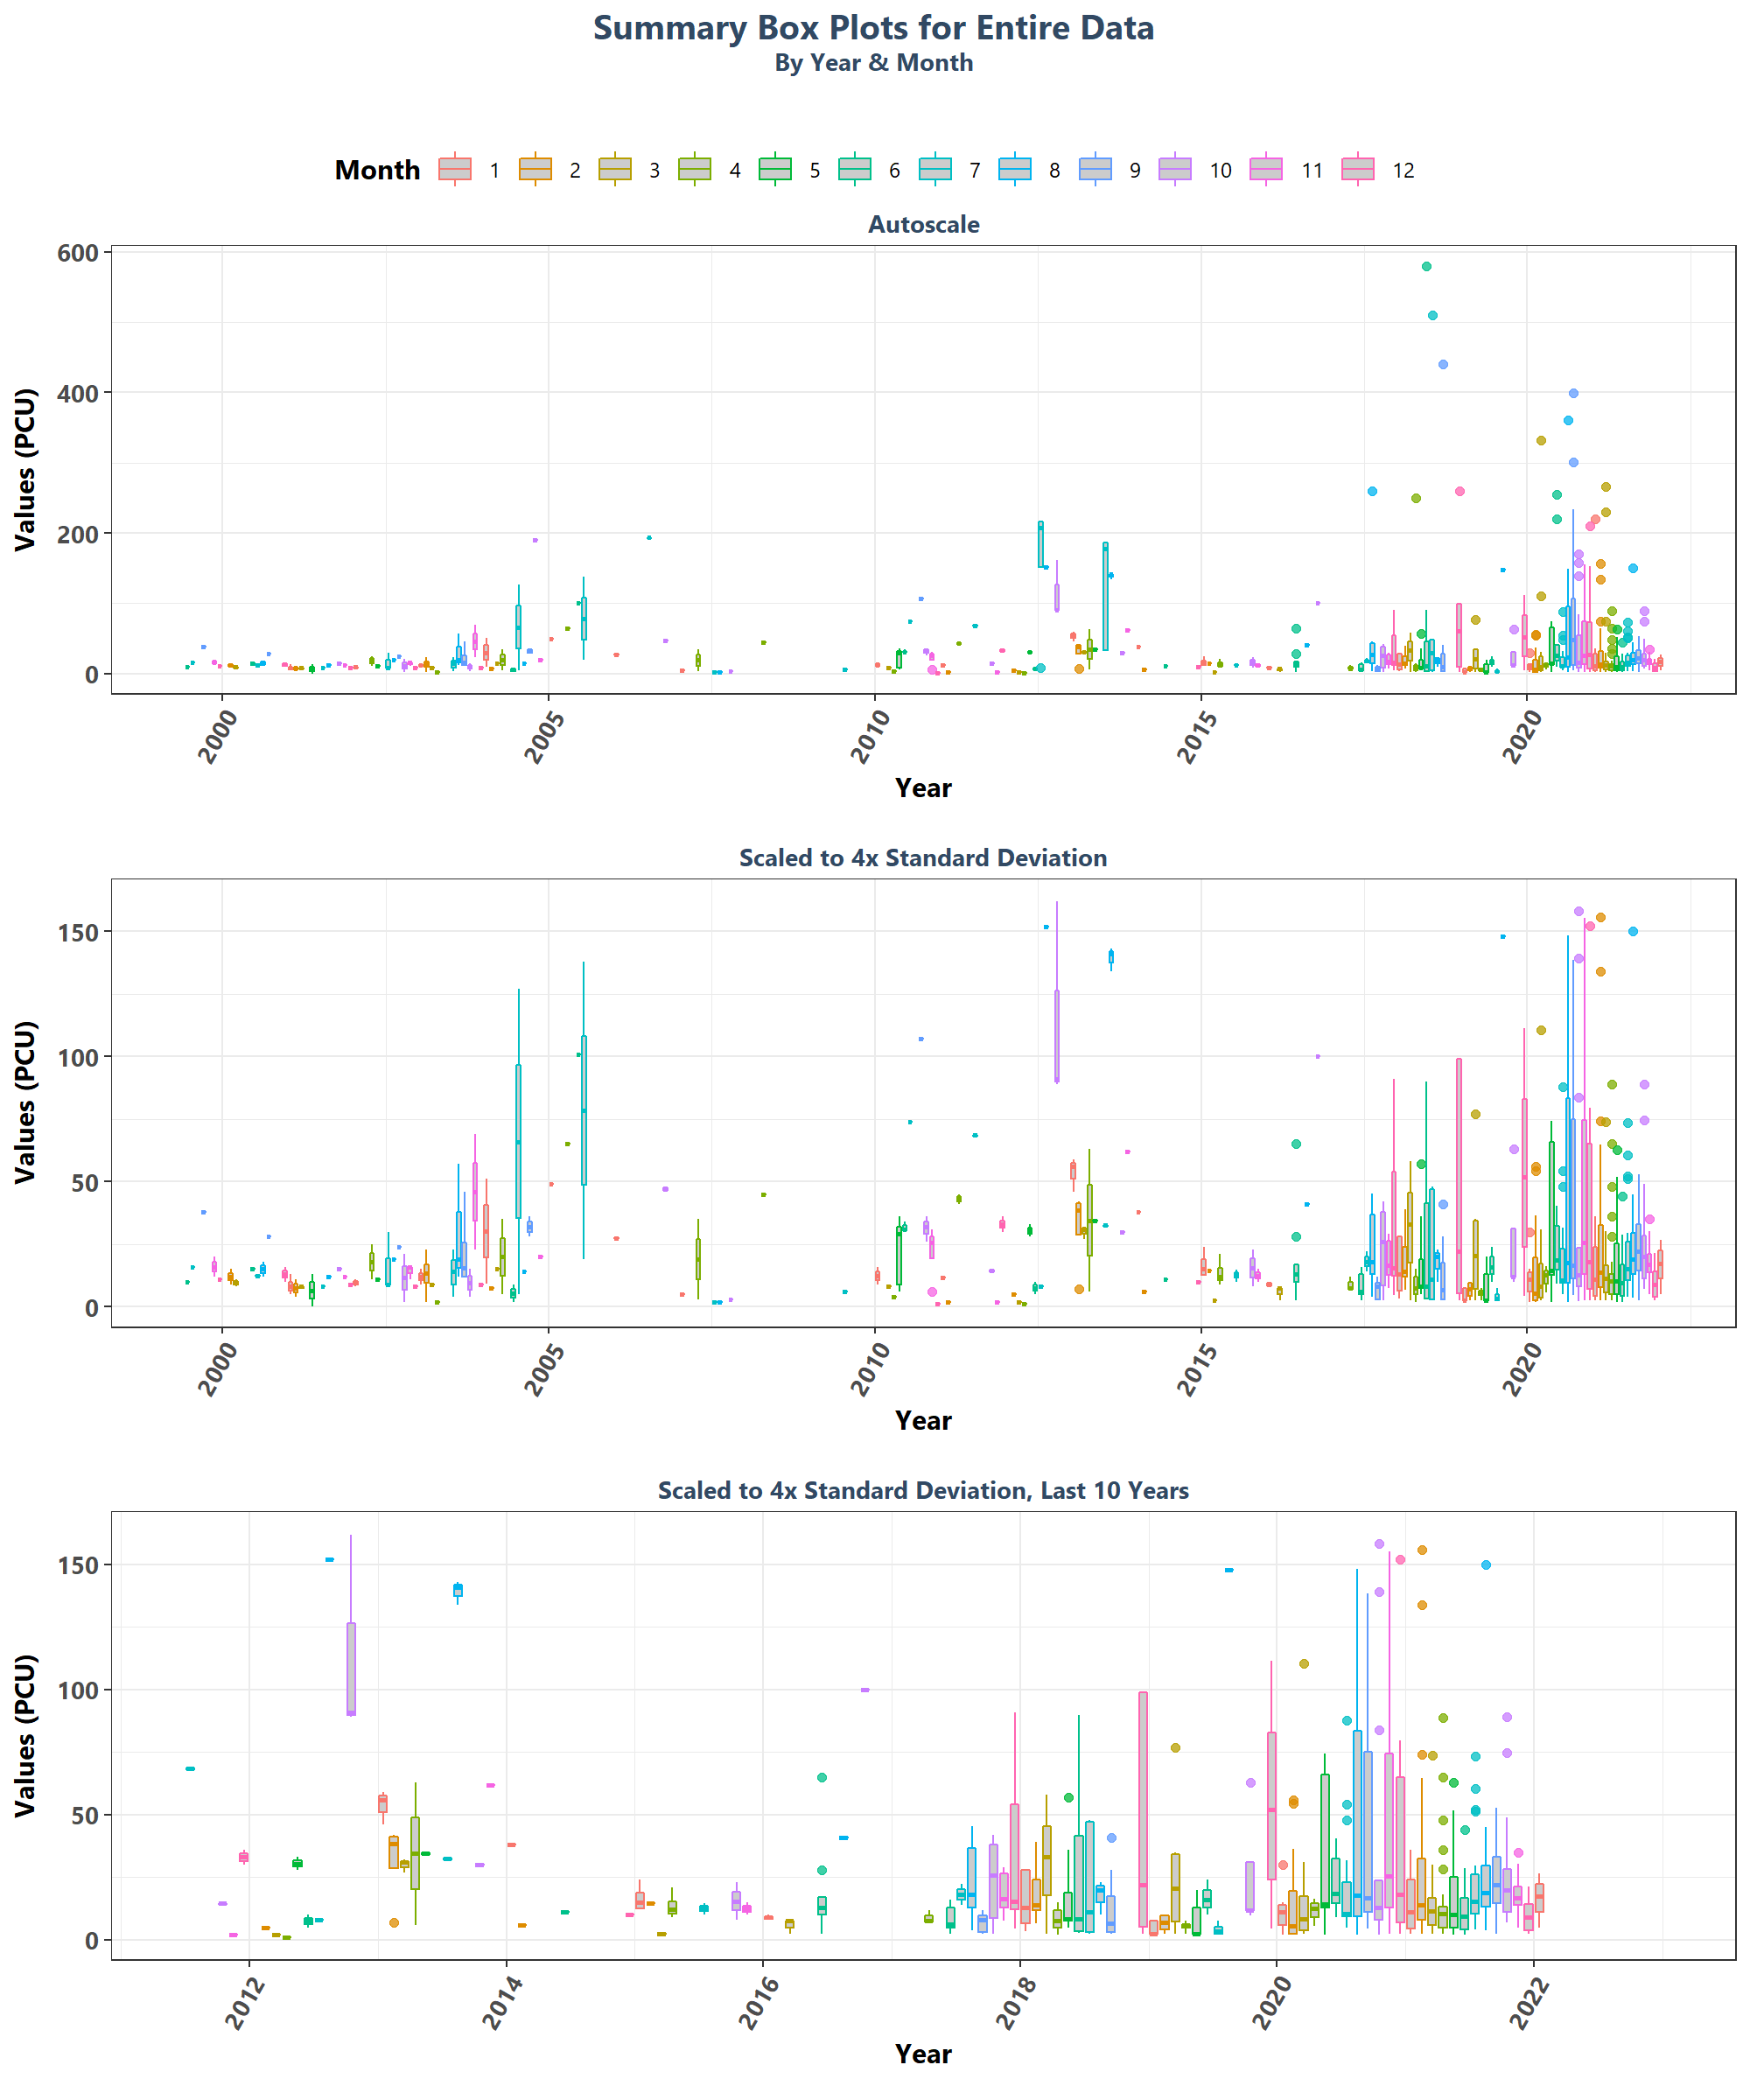 Summary Box Plots for Entire Data
By Year & Month
Month 1 2 3 4 5 6 7 8 9 10 11 12
Autoscale
Values (PCU)
600
400
200
0
2000 2005 2010 2015 2020
Year
Scaled to 4x Standard Deviation
Values (PCU)
150
100
50
0
2000 2005 2010 2015 2020
Year
Scaled to 4x Standard Deviation, Last 10 Years
Values (PCU)
150
100
50
0
2012 2014 2016 2018 2020 2022
Year